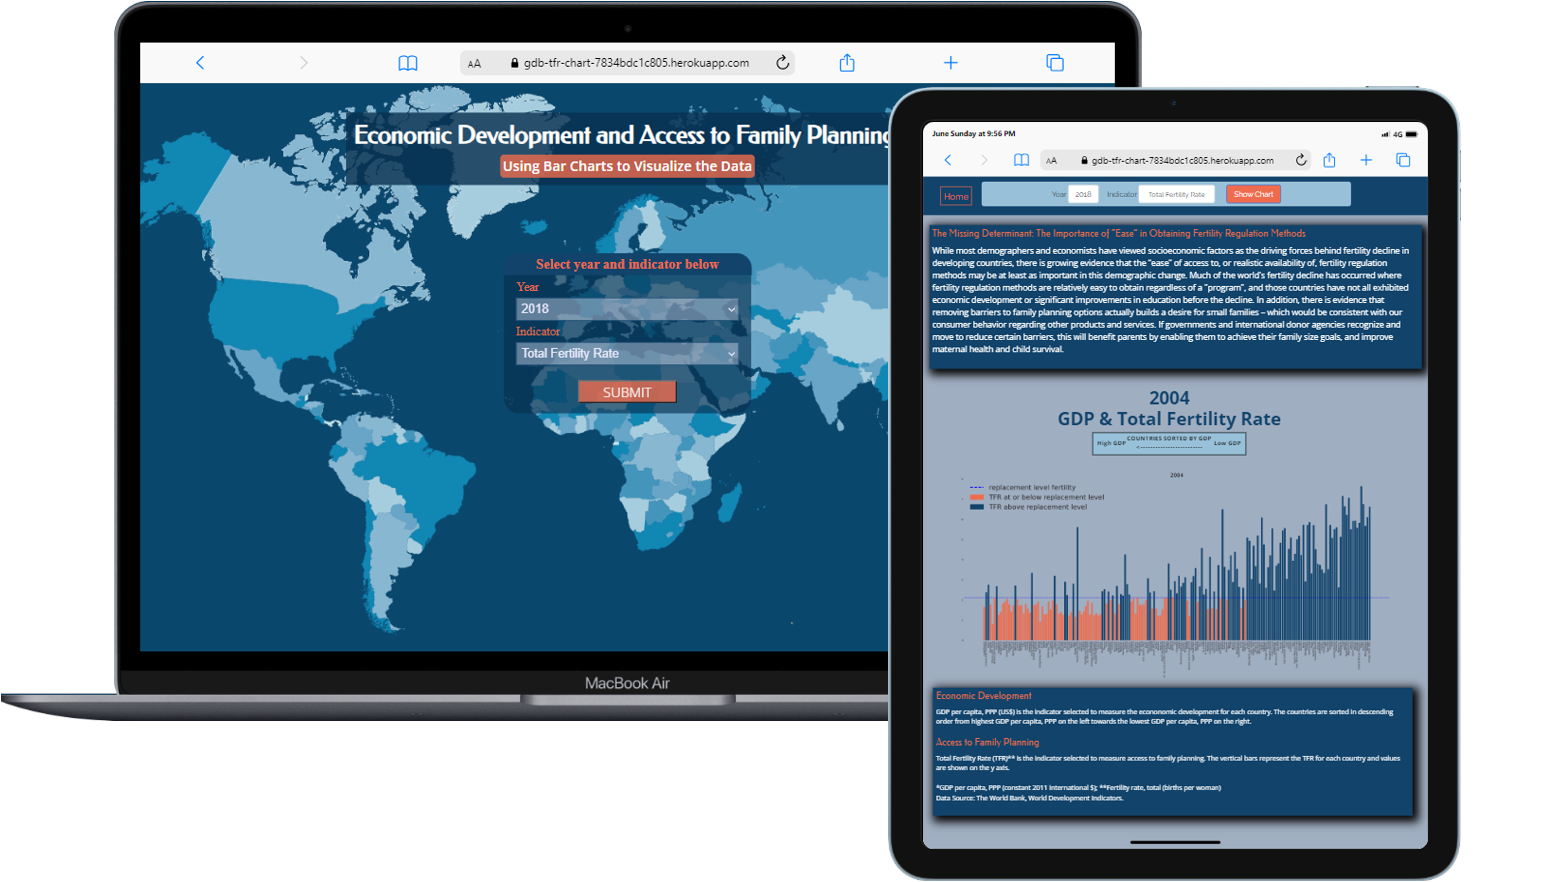 AA gdb-tfr-chart-7834bdc1c805.herokuapp.com
Economic Development and Access to Family Planning
Using Bar Charts to Visualize the Data
Select year and indicator below
Year
2018
Indicator
Total Fertility Rate
SUBMIT
MacBook Air
June Sunday at 9:56 PM
4G
AA gdb-tfr-chart-7834bdc1c805.herokuapp.com
Home Year 2018 Indicator Total Fertility Rate Show Chart
The Missing Determinant: The Importance of "Ease" in Obtaining Fertility Regulation Methods
While most demographers and economists have viewed socioeconomic factors as the driving forces behind fertility decline in
developing countries, there is growing evidence that the "ease" of access to, or realistic availability of, fertility regulation
methods may be at least as important in this demographic change. Much of the world's fertility decline has occurred where
fertility regulation methods are relatively easy to obtain regardless of a "program", and those countries have not all exhibited
economic development or significant improvements in education before the decline. In addition, there is evidence that
removing barriers to family planning options actually builds a desire for small families – which would be consistent with our
consumer behavior regarding other products and services. If governments and international donor agencies recognize and
move to reduce certain barriers, this will benefit parents by enabling them to achieve their family size goals, and improve
maternal health and child survival.
2004
GDP & Total Fertility Rate
COUNTRIES SORTED BY GDP
High GDP <------------------------- Low GDP
2004
replacement level fertility
TFR at or below replacement level
TFR above replacement level
Economic Development
GDP per capita, PPP (US$) is the indicator selected to measure the econonomic development for each country. The countries are sorted in descending
order from highest GDP per capita, PPP on the left towards the lowest GDP per capita, PPP on the right.
Access to Family Planning
Total Fertility Rate (TFR)** is the indicator selected to measure access to family planning. The vertical bars represent the TFR for each country and values
are shown on the y axis.
*GDP per capita, PPP (constant 2011 international $); **Fertility rate, total (births per woman)
Data Source: The World Bank, World Development Indicators.